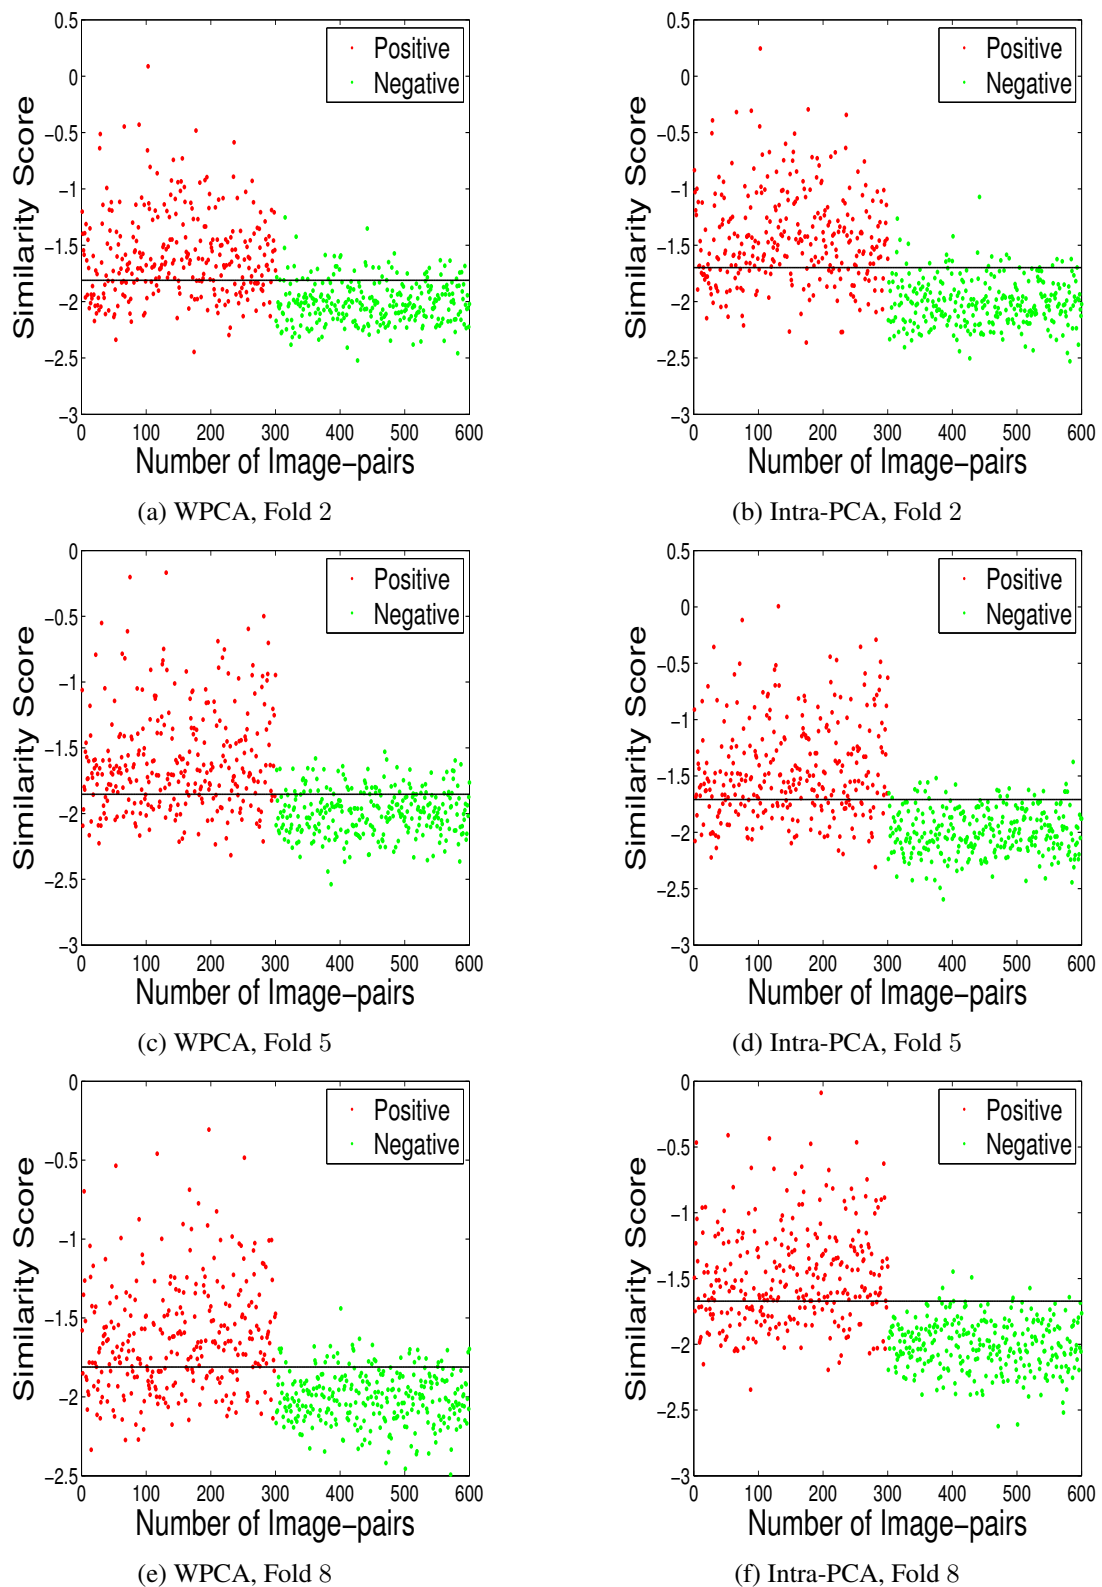 0.5
0
−0.5
−1
−1.5
−2
−2.5
−3
Similarity Score
Positive
Negative
0 100 200 300 400 500 600
Number of Image−pairs
(a) WPCA, Fold 2
0.5
0
−0.5
−1
−1.5
−2
−2.5
−3
Similarity Score
Positive
Negative
0 100 200 300 400 500 600
Number of Image−pairs
(b) Intra-PCA, Fold 2
0
−0.5
−1
−1.5
−2
−2.5
−3
Similarity Score
Positive
Negative
0 100 200 300 400 500 600
Number of Image−pairs
(c) WPCA, Fold 5
0.5
0
−0.5
−1
−1.5
−2
−2.5
−3
Similarity Score
Positive
Negative
0 100 200 300 400 500 600
Number of Image−pairs
(d) Intra-PCA, Fold 5
0
−0.5
−1
−1.5
−2
−2.5
Similarity Score
Positive
Negative
0 100 200 300 400 500 600
Number of Image−pairs
(e) WPCA, Fold 8
0
−0.5
−1
−1.5
−2
−2.5
−3
Similarity Score
Positive
Negative
0 100 200 300 400 500 600
Number of Image−pairs
(f) Intra-PCA, Fold 8